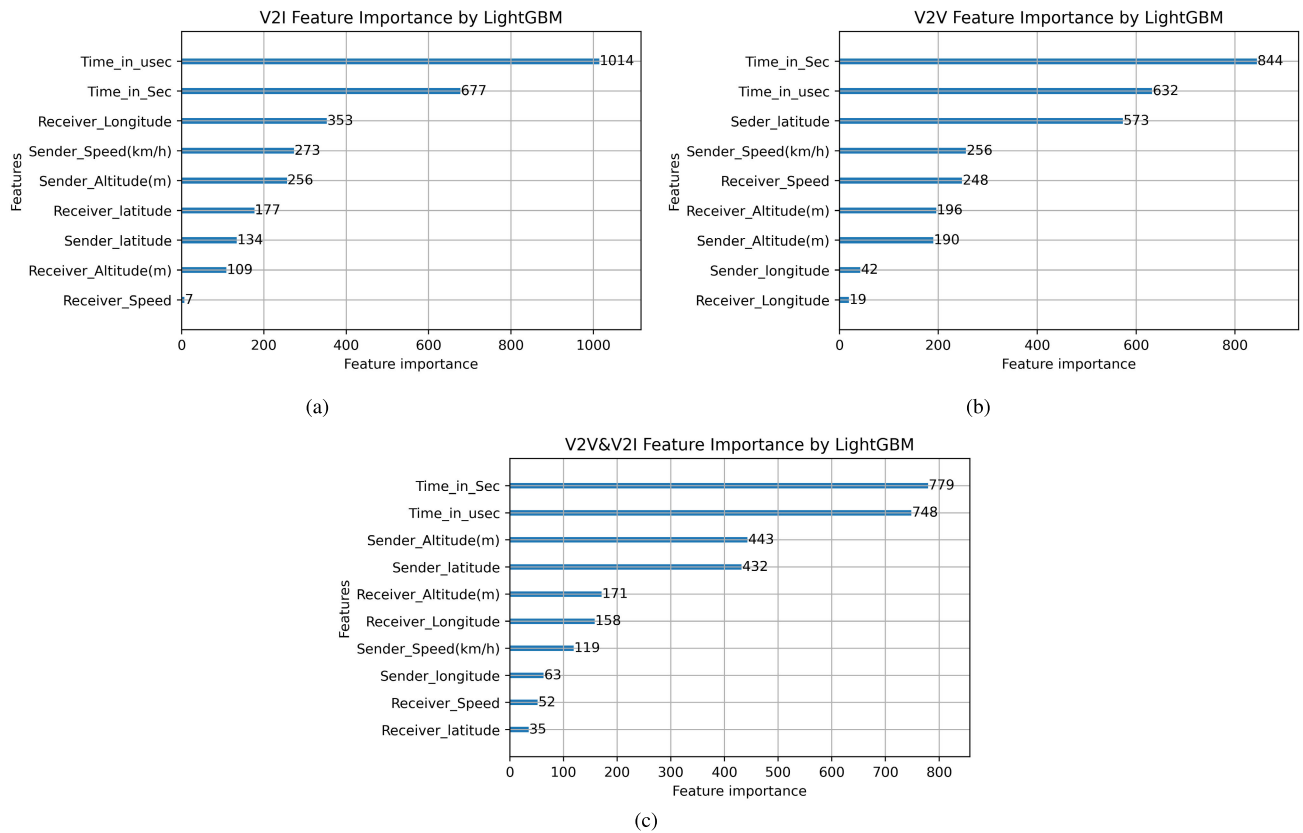 V2I Feature Importance by LightGBM
Features
Time_in_usec 1014
Time_in_Sec 677
Receiver_Longitude 353
Sender_Speed(km/h) 273
Sender_Altitude(m) 256
Receiver_latitude 177
Sender_latitude 134
Receiver_Altitude(m) 109
Receiver_Speed 7
0 200 400 600 800 1000
Feature importance
(a)
V2V Feature Importance by LightGBM
Features
Time_in_Sec 844
Time_in_usec 632
Seder_latitude 573
Sender_Speed(km/h) 256
Receiver_Speed 248
Receiver_Altitude(m) 196
Sender_Altitude(m) 190
Sender_longitude 42
Receiver_Longitude 19
0 200 400 600 800
Feature importance
(b)
V2V&V2I Feature Importance by LightGBM
Features
Time_in_Sec 779
Time_in_usec 748
Sender_Altitude(m) 443
Sender_latitude 432
Receiver_Altitude(m) 171
Receiver_Longitude 158
Sender_Speed(km/h) 119
Sender_longitude 63
Receiver_Speed 52
Receiver_latitude 35
0 100 200 300 400 500 600 700 800
Feature importance
(c)